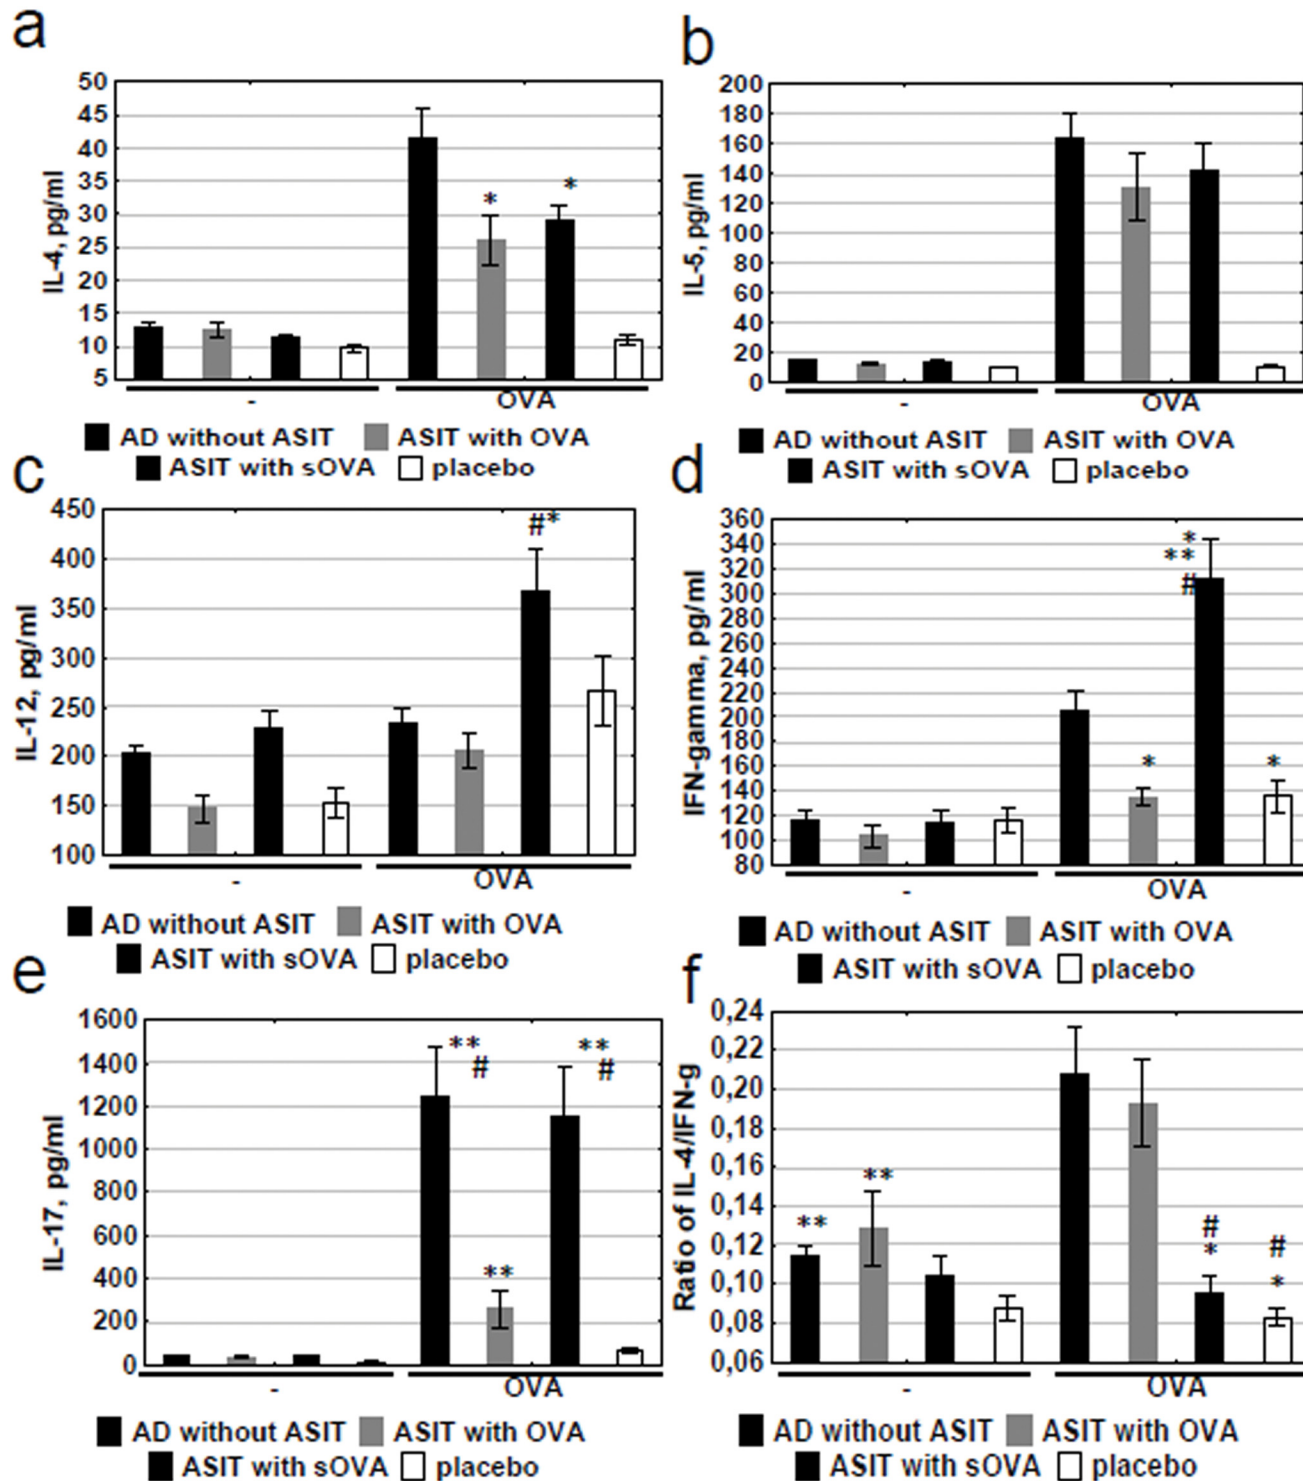 a
IL-4, pg/ml
50
45
40
35
30
25
20
15
10
5
*
*
-
OVA
AD without ASIT
ASIT with OVA
ASIT with sOVA
placebo
b
IL-5, pg/ml
200
180
160
140
120
100
80
60
40
20
0
-
OVA
AD without ASIT
ASIT with OVA
ASIT with sOVA
placebo
c
IL-12, pg/ml
450
400
350
300
250
200
150
100
#*
-
OVA
AD without ASIT
ASIT with OVA
ASIT with sOVA
placebo
d
IFN-gamma, pg/ml
360
340
320
300
280
260
240
220
200
180
160
140
120
100
80
*
**
#
*
*
-
OVA
AD without ASIT
ASIT with OVA
ASIT with sOVA
placebo
e
IL-17, pg/ml
1600
1400
1200
1000
800
600
400
200
0
**
#
**
**
#
-
OVA
AD without ASIT
ASIT with OVA
ASIT with sOVA
placebo
f
Ratio of IL-4/IFN-g
0,24
0,22
0,20
0,18
0,16
0,14
0,12
0,10
0,08
0,06
**
**
#
*
#
*
-
OVA
AD without ASIT
ASIT with OVA
ASIT with sOVA
placebo